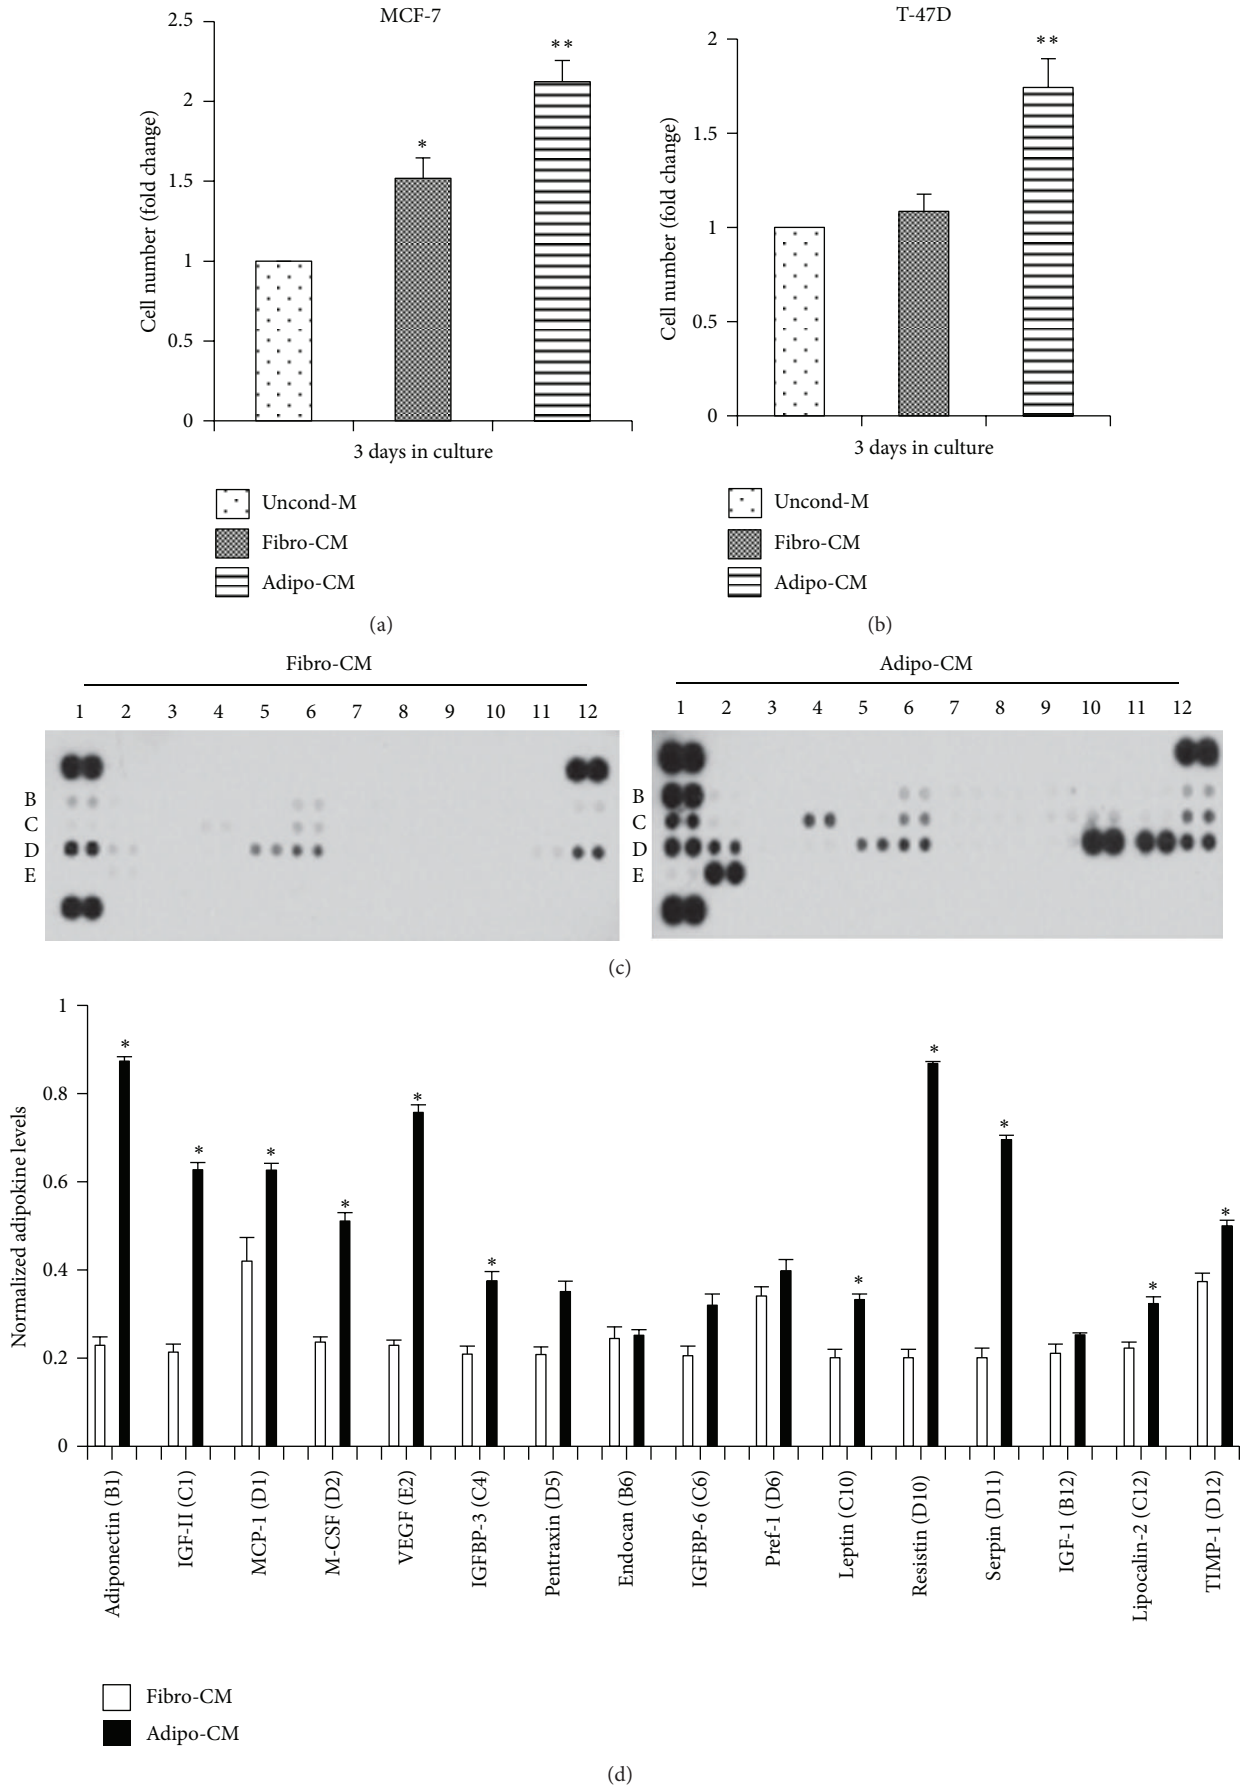 MCF-7
2.5
2
1.5
1
0.5
0
Cell number (fold change)
*
**
3 days in culture
Uncond-M
Fibro-CM
Adipo-CM
(a)
T-47D
2
1.5
1
0.5
0
Cell number (fold change)
**
3 days in culture
Uncond-M
Fibro-CM
Adipo-CM
(b)
Fibro-CM
1 2 3 4 5 6 7 8 9 10 11 12
B
C
D
E
Adipo-CM
1 2 3 4 5 6 7 8 9 10 11 12
B
C
D
E
(c)
1
0.8
0.6
0.4
0.2
0
Normalized adipokine levels
* * * * * * * * * * *
Adiponectin (B1)
IGF-II (C1)
MCP-1 (D1)
M-CSF (D2)
VEGF (E2)
IGFBP-3 (C4)
Pentraxin (D5)
Endocan (B6)
IGFBP-6 (C6)
Pref-1 (D6)
Leptin (C10)
Resistin (D10)
Serpin (D11)
IGF-1 (B12)
Lipocalin-2 (C12)
TIMP-1 (D12)
Fibro-CM
Adipo-CM
(d)